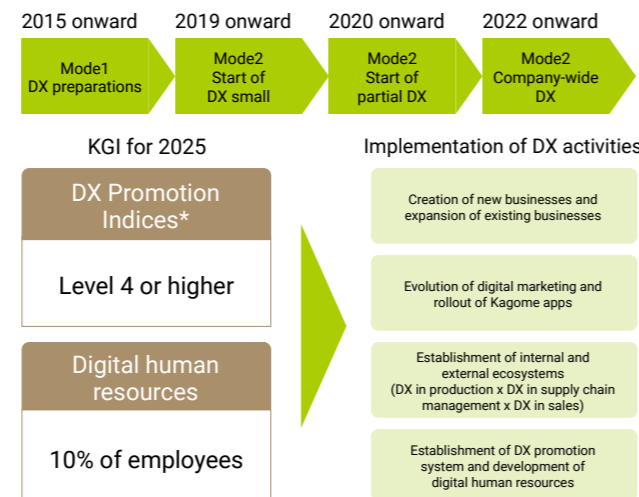 2015 onward
2019 onward
2020 onward
2022 onward
Mode1
DX preparations
Mode2
Start of
DX small
Mode2
Start of
partial DX
Mode2
Company-wide
DX
KGI for 2025
DX Promotion
Indices*
Level 4 or higher
Digital human
resources
10% of employees
Implementation of DX activities
Creation of new businesses and
expansion of existing businesses
Evolution of digital marketing and
rollout of Kagome apps
Establishment of internal and
external ecosystems
(DX in production x DX in supply chain
management x DX in sales)
Establishment of DX promotion
system and development of
digital human resources